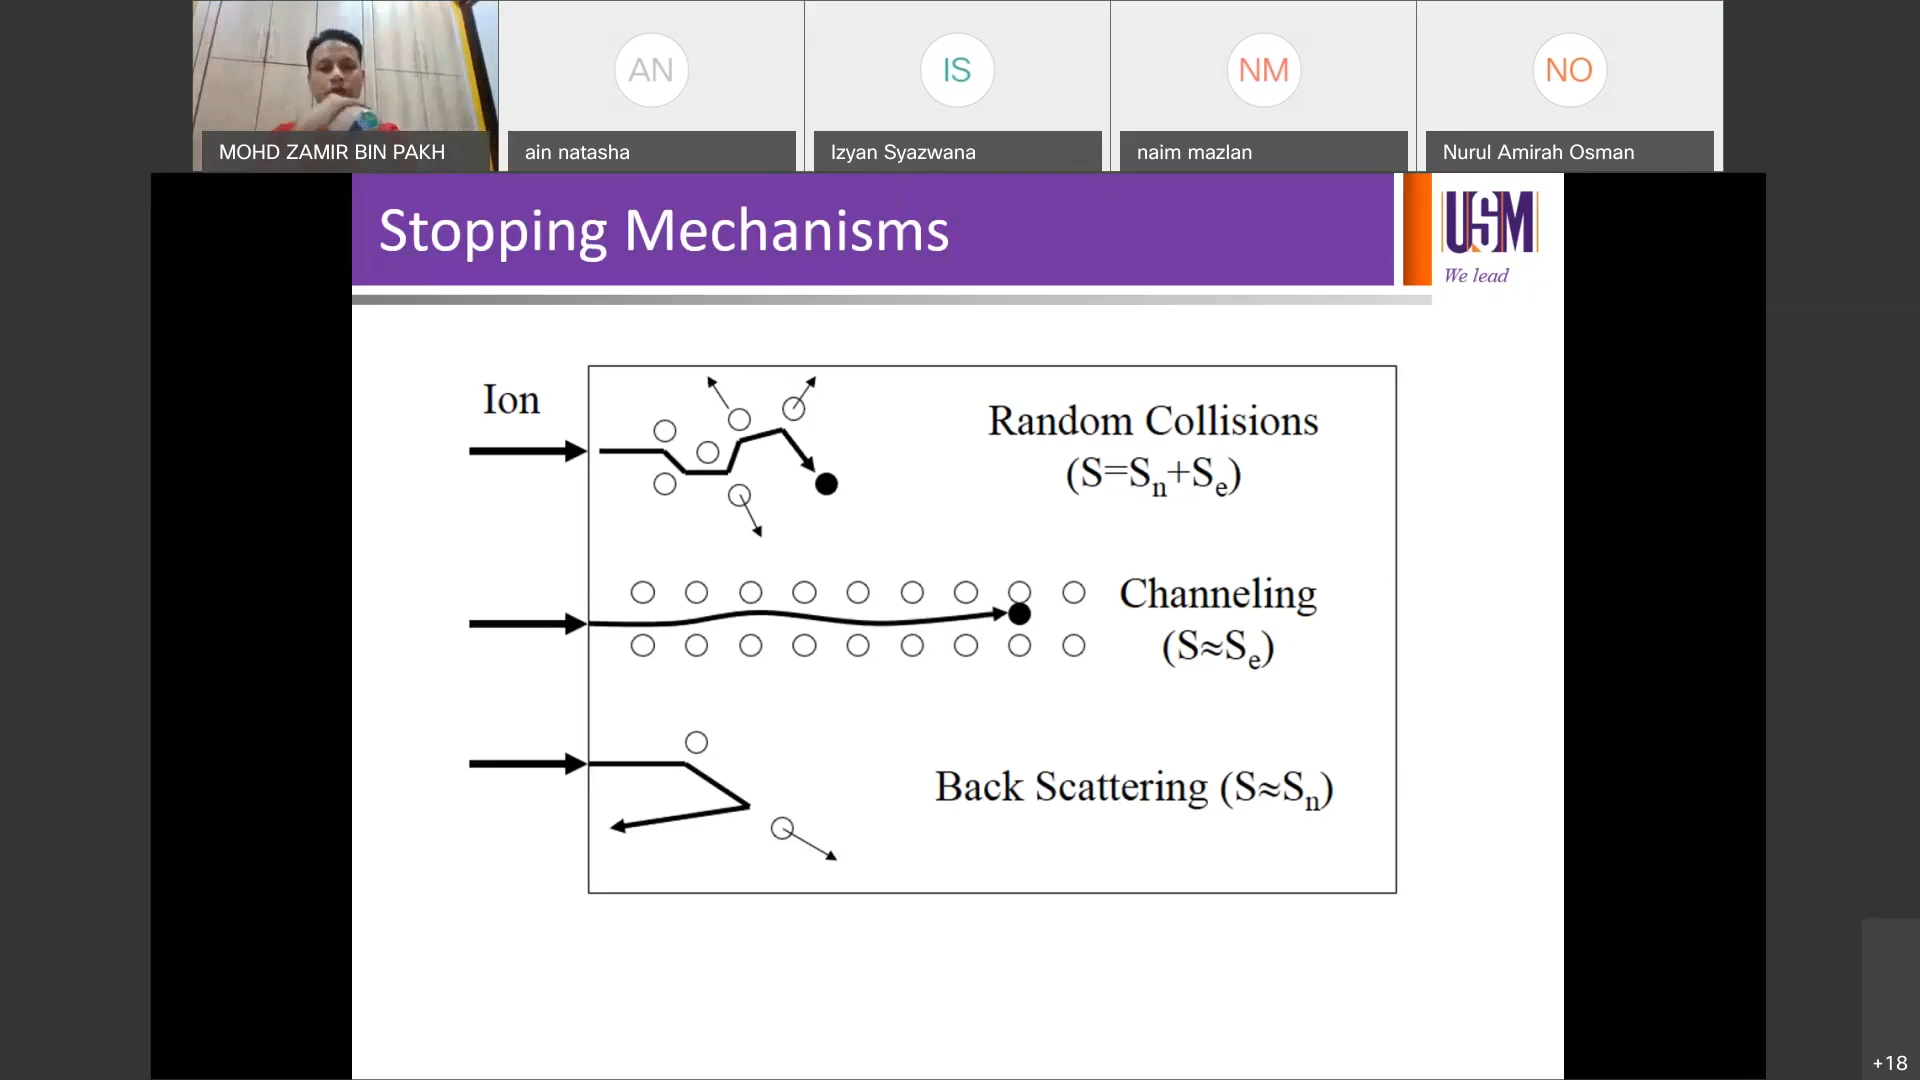 AN
IS
NM
NO
MOHD ZAMIR BIN PAKH
ain natasha
Izyan Syazwana
naim mazlan
Nurul Amirah Osman
Stopping Mechanisms
USM
We lead
Ion
Random Collisions
(S=Sn+Se)
Channeling
(S≈Se)
Back Scattering (S≈Sn)
+18